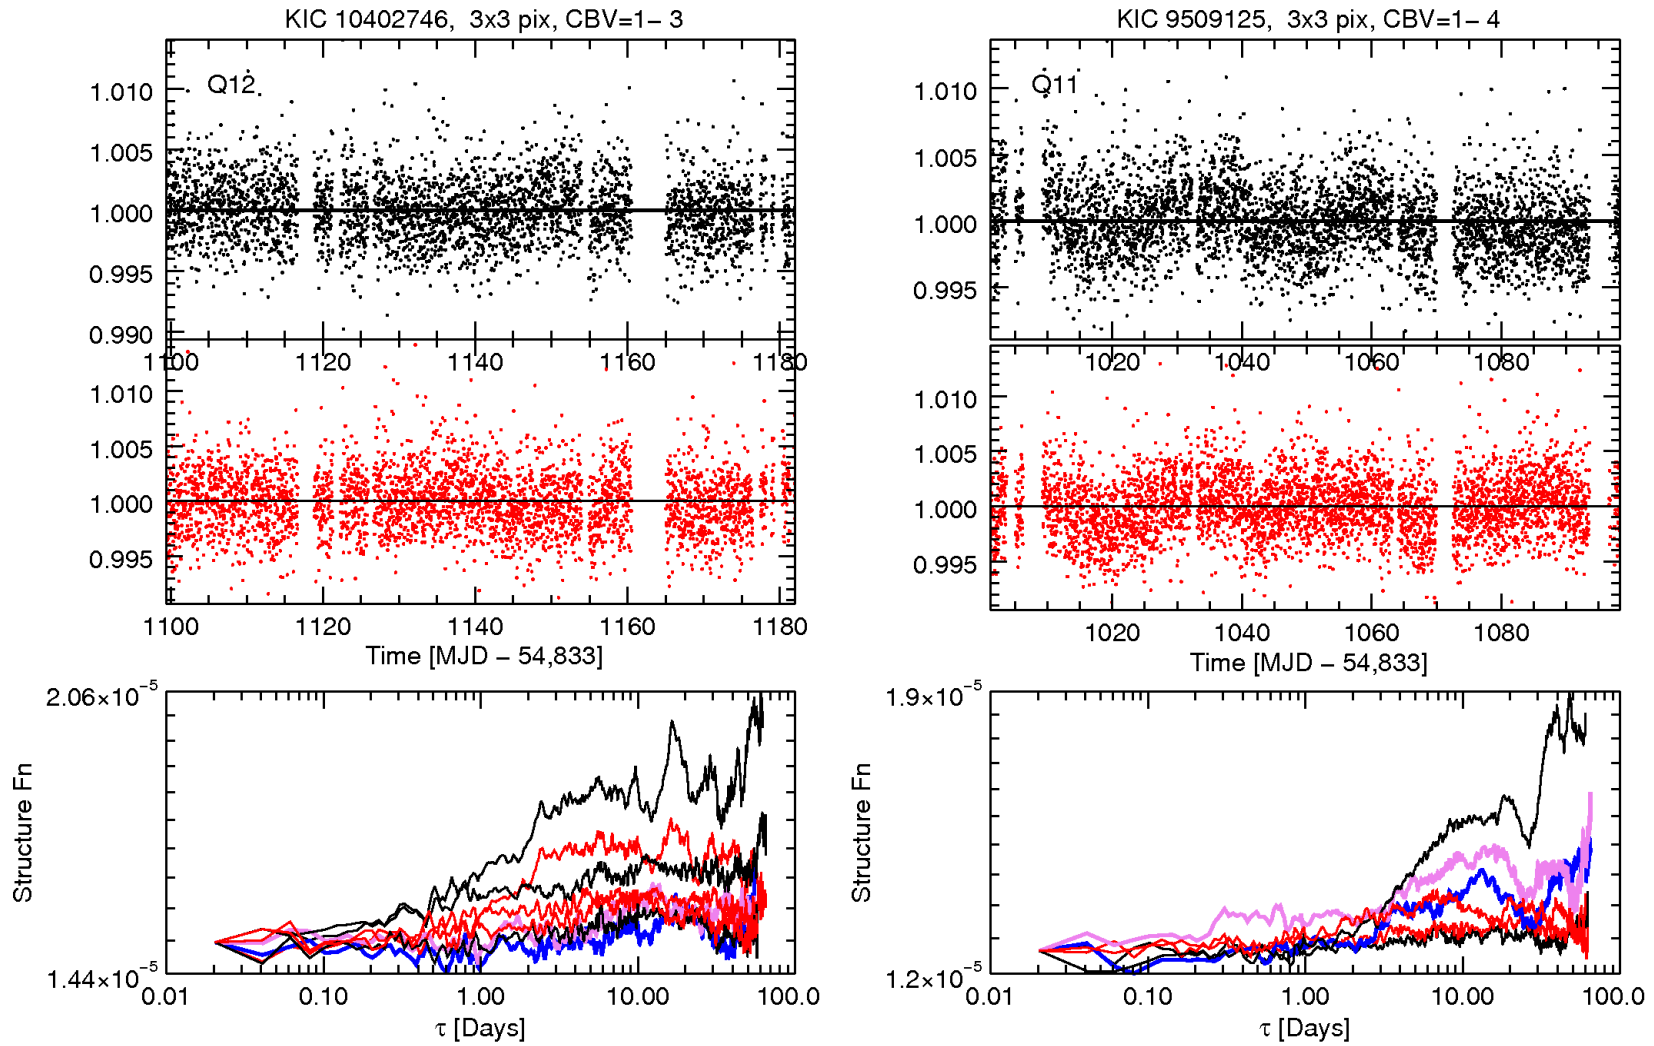 KIC 10402746,  3x3 pix, CBV=1− 3
Q12
1.010
1.005
1.000
0.995
0.990
1100 1120 1140 1160 1180
1.010
1.005
1.000
0.995
1100 1120 1140 1160 1180
Time [MJD − 54,833]
KIC 9509125,  3x3 pix, CBV=1− 4
Q11
1.010
1.005
1.000
0.995
1020 1040 1060 1080
1.010
1.005
1.000
0.995
1020 1040 1060 1080
Time [MJD − 54,833]
2.06×10⁻⁵
Structure Fn
1.44×10⁻⁵
0.01 0.10 1.00 10.00 100.0
τ [Days]
1.9×10⁻⁵
Structure Fn
1.2×10⁻⁵
0.01 0.10 1.00 10.00 100.0
τ [Days]